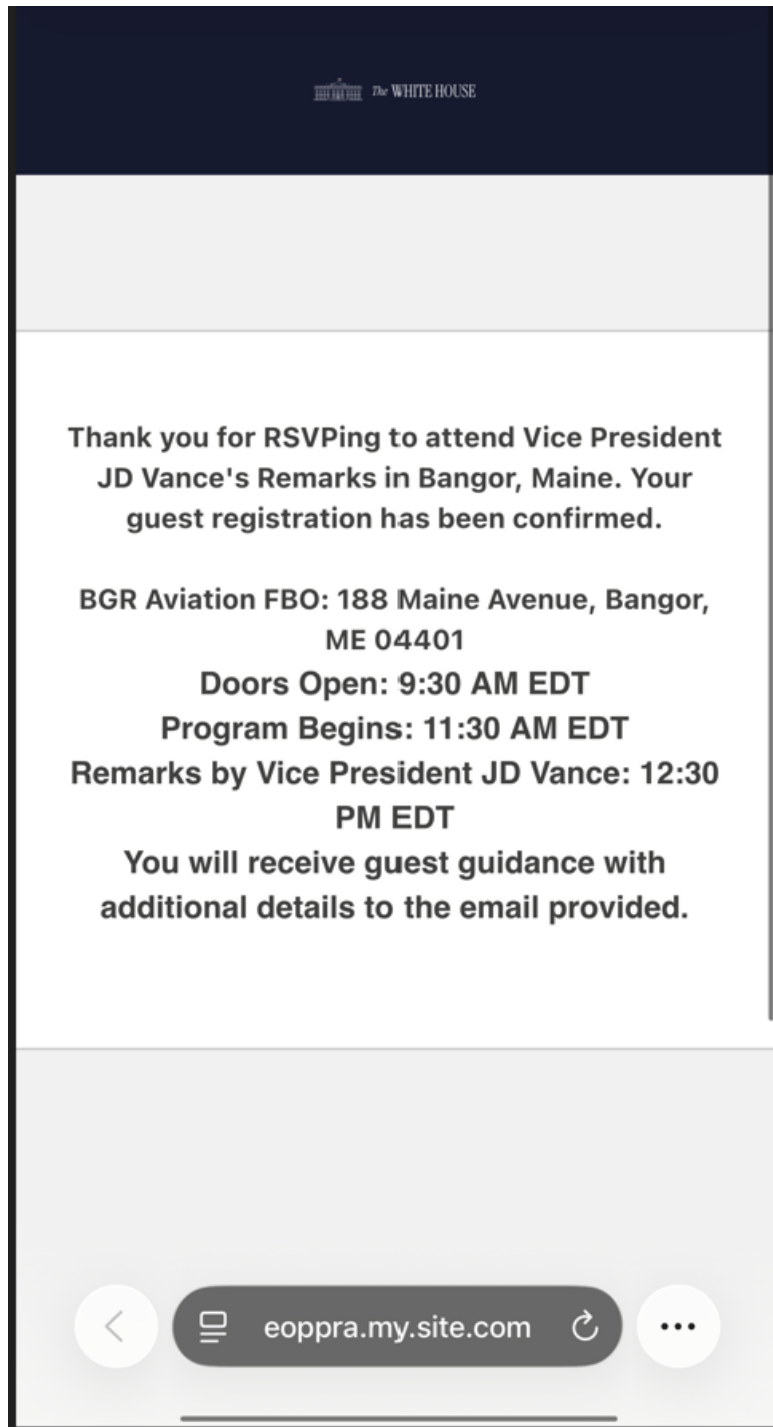 The WHITE HOUSE
Thank you for RSVPing to attend Vice President
JD Vance's Remarks in Bangor, Maine. Your
guest registration has been confirmed.
BGR Aviation FBO: 188 Maine Avenue, Bangor,
ME 04401
Doors Open: 9:30 AM EDT
Program Begins: 11:30 AM EDT
Remarks by Vice President JD Vance: 12:30
PM EDT
You will receive guest guidance with
additional details to the email provided.
eoppra.my.site.com